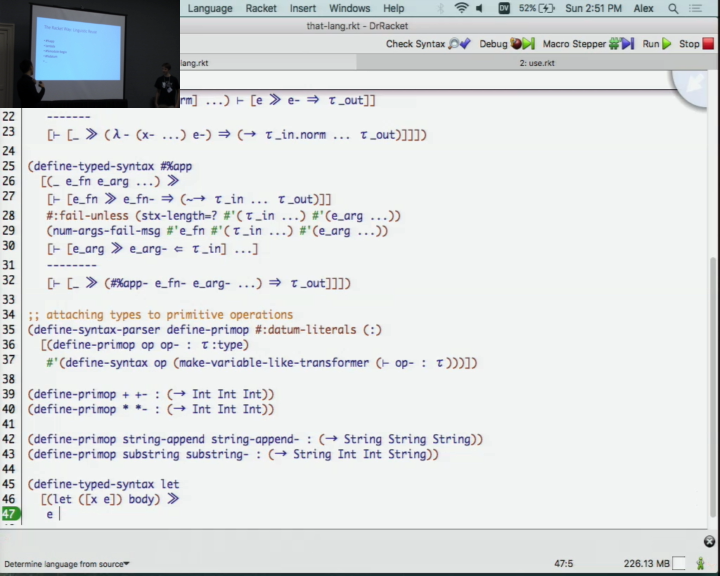 Language Racket Insert Windows Help DV 52% Sun 2:51 PM Alex
that-lang.rkt - DrRacket
Check Syntax Debug Macro Stepper Run Stop
lang.rkt 2: use.rkt
rm] ...) ⊢ [e ≫ e- ⇒ τ_out]]
22 -------
23 [⊢ [_ ≫ (λ- (x- ...) e-) ⇒ (→ τ_in.norm ... τ_out)]]])
24
25 (define-typed-syntax #%app
26 [(_ e_fn e_arg ...) ≫
27 [⊢ [e_fn ≫ e_fn- ⇒ (~→ τ_in ... τ_out)]]
28 #:fail-unless (stx-length=? #'(τ_in ...) #'(e_arg ...))
29 (num-args-fail-msg #'e_fn #'(τ_in ...) #'(e_arg ...))
30 [⊢ [e_arg ≫ e_arg- ⇐ τ_in] ...]
31 --------
32 [⊢ [_ ≫ (#%app- e_fn- e_arg- ...) ⇒ τ_out]]])
33
34 ;; attaching types to primitive operations
35 (define-syntax-parser define-primop #:datum-literals (:)
36 [(define-primop op op- : τ:type)
37 #'(define-syntax op (make-variable-like-transformer (⊢ op- : τ)))])
38
39 (define-primop + +- : (→ Int Int Int))
40 (define-primop * *- : (→ Int Int Int))
41
42 (define-primop string-append string-append- : (→ String String String))
43 (define-primop substring substring- : (→ String Int Int String))
44
45 (define-typed-syntax let
46 [(let ([x e]) body) ≫
47 e
Determine language from source 47:5 226.13 MB